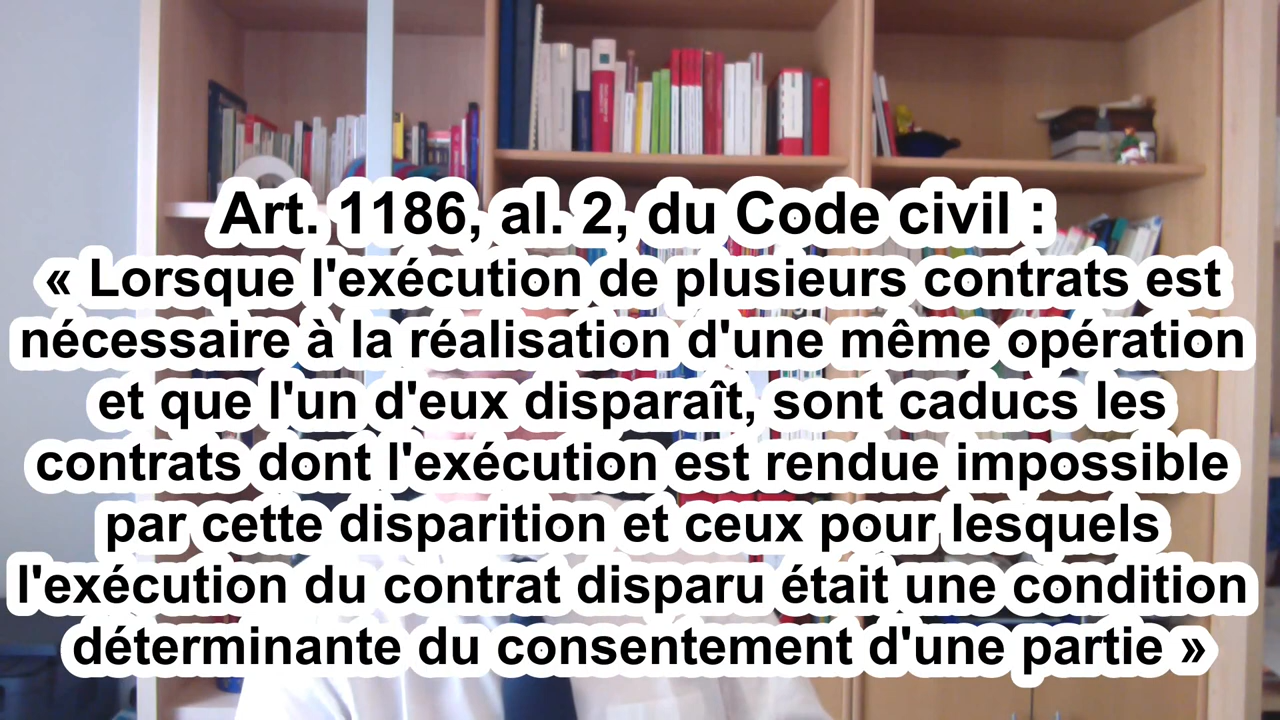 Art. 1186, al. 2, du Code civil :
« Lorsque l'exécution de plusieurs contrats est
nécessaire à la réalisation d'une même opération
et que l'un d'eux disparaît, sont caducs les
contrats dont l'exécution est rendue impossible
par cette disparition et ceux pour lesquels
l'exécution du contrat disparu était une condition
déterminante du consentement d'une partie »